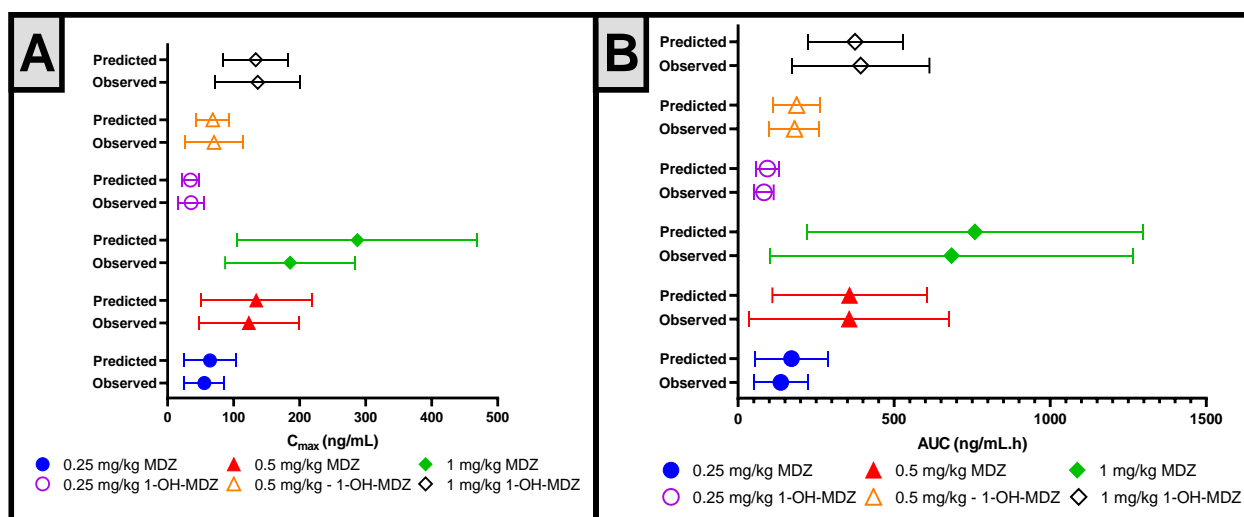 A
Predicted
Observed
Predicted
Observed
Predicted
Observed
Predicted
Observed
Predicted
Observed
Predicted
Observed
0 100 200 300 400 500
Cmax (ng/mL)
0.25 mg/kg MDZ 0.5 mg/kg MDZ 1 mg/kg MDZ
0.25 mg/kg 1-OH-MDZ 0.5 mg/kg - 1-OH-MDZ 1 mg/kg 1-OH-MDZ
B
Predicted
Observed
Predicted
Observed
Predicted
Observed
Predicted
Observed
Predicted
Observed
Predicted
Observed
0 500 1000 1500
AUC (ng/mL.h)
0.25 mg/kg MDZ 0.5 mg/kg MDZ 1 mg/kg MDZ
0.25 mg/kg 1-OH-MDZ 0.5 mg/kg - 1-OH-MDZ 1 mg/kg 1-OH-MDZ